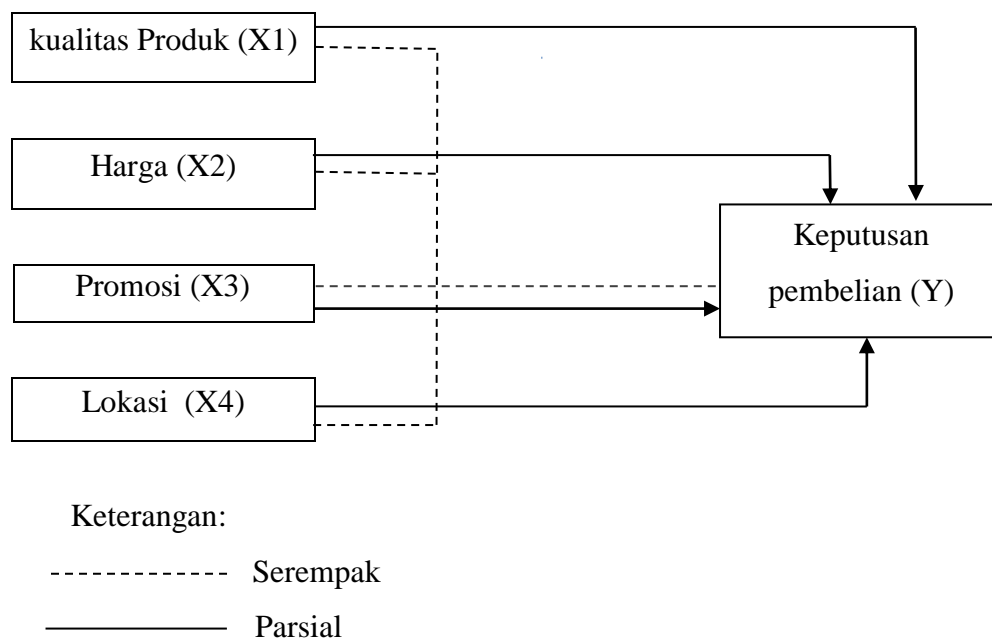 kualitas Produk (X1)
Harga (X2)
Keputusan
pembelian (Y)
Promosi (X3)
Lokasi (X4)
Keterangan:
Serempak
Parsial